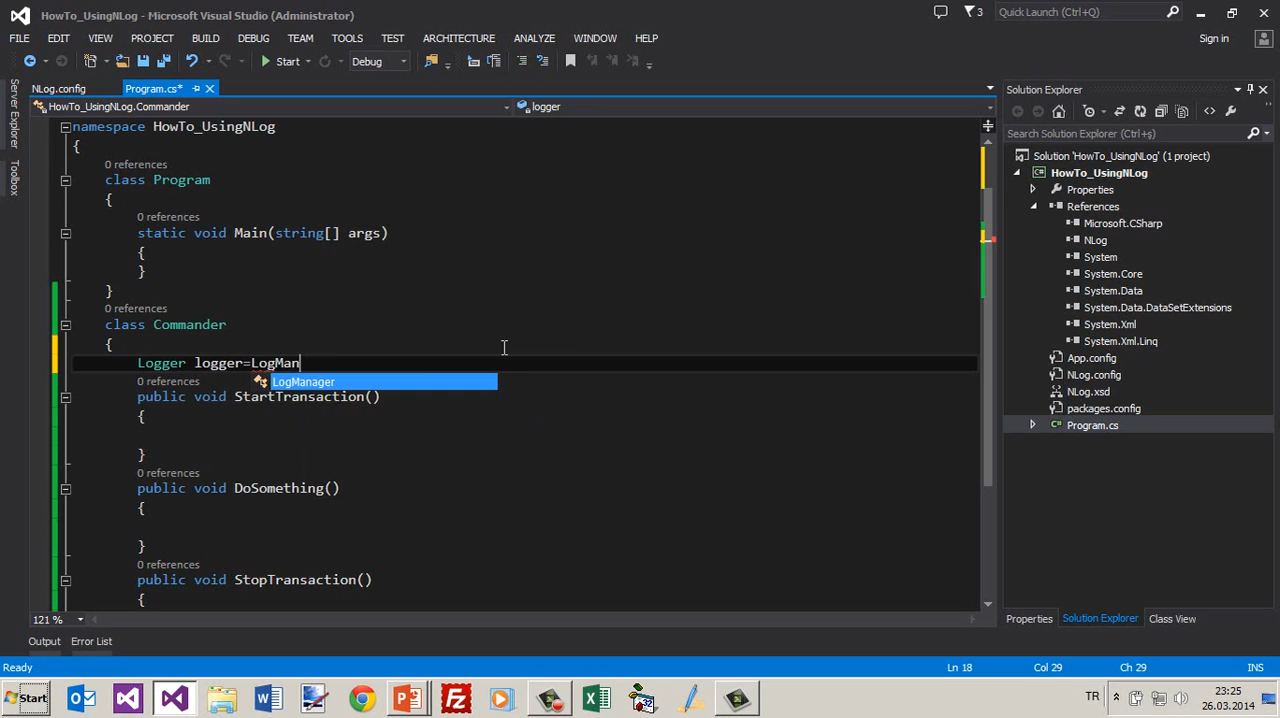 HowTo_UsingNLog - Microsoft Visual Studio (Administrator)
3
Quick Launch (Ctrl+Q)
FILE EDIT VIEW PROJECT BUILD DEBUG TEAM TOOLS TEST ARCHITECTURE ANALYZE WINDOW HELP
Sign in
Start
Debug
NLog.config
Program.cs*
HowTo_UsingNLog.Commander
logger
Server Explorer
Toolbox
namespace HowTo_UsingNLog
{
0 references
class Program
{
0 references
static void Main(string[] args)
{
}
}
0 references
class Commander
{
Logger logger=LogMan
LogManager
0 references
public void StartTransaction()
{
}
0 references
public void DoSomething()
{
}
0 references
public void StopTransaction()
{
121 %
Solution Explorer
Search Solution Explorer (Ctrl+ş)
Solution 'HowTo_UsingNLog' (1 project)
HowTo_UsingNLog
Properties
References
Microsoft.CSharp
NLog
System
System.Core
System.Data
System.Data.DataSetExtensions
System.Xml
System.Xml.Linq
App.config
NLog.config
NLog.xsd
packages.config
Program.cs
Properties Solution Explorer Class View
Output Error List
Ready
Ln 18 Col 29 Ch 29 INS
Start
TR
23:25
26.03.2014